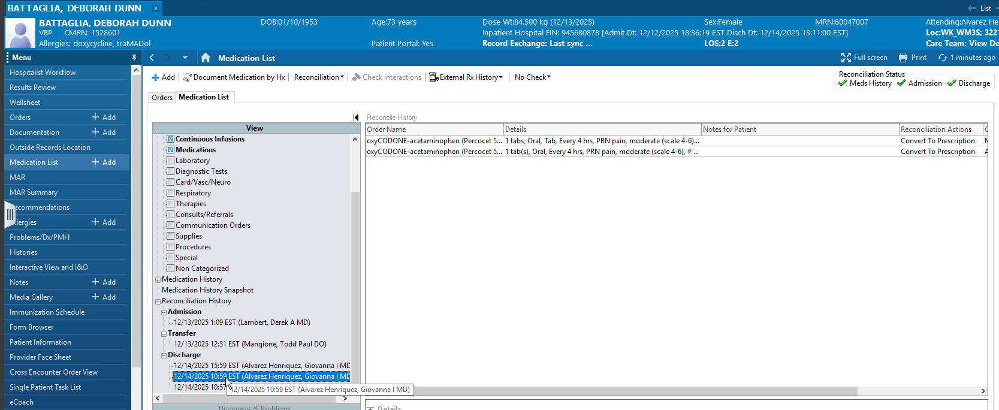 BATTAGLIA, DEBORAH DUNN ×
List
BATTAGLIA, DEBORAH DUNN DOB:01/10/1953 Age:73 years Dose Wt:84.500 kg (12/13/2025) Sex:Female MRN:60047007 Attending:Alvarez He
VBP CMRN: 1528601 Inpatient Hospital FIN: 945680878 [Admit Dt: 12/12/2025 18:36:19 EST Disch Dt: 12/14/2025 13:11:00 EST] Loc:WK_WM3S; 322
Allergies: doxycycline, traMADol Patient Portal: Yes Record Exchange: Last sync ... LOS:2 E:2 Care Team: View De
Menu
Hospitalist Workflow
Results Review
Wellsheet
Orders + Add
Documentation + Add
Outside Records Location
Medication List + Add
MAR
MAR Summary
ecommendations
llergies + Add
Problems/Dx/PMH
Histories
Interactive View and I&O
Notes + Add
Media Gallery + Add
Immunization Schedule
Form Browser
Patient Information
Provider Face Sheet
Cross Encounter Order View
Single Patient Task List
eCoach
Medication List Full screen Print 1 minutes ago
+ Add Document Medication by Hx Reconciliation Check Interactions External Rx History No Check
Reconciliation Status
Meds History Admission Discharge
Orders Medication List
View
Continuous Infusions
Medications
Laboratory
Diagnostic Tests
Card/Vasc/Neuro
Respiratory
Therapies
Consults/Referrals
Communication Orders
Supplies
Procedures
Special
Non Categorized
Medication History
Medication History Snapshot
Reconciliation History
Admission
12/13/2025 1:09 EST (Lambert, Derek A MD)
Transfer
12/13/2025 12:51 EST (Mangione, Todd Paul DO)
Discharge
12/14/2025 15:59 EST (Alvarez Henriquez, Giovanna I MD
12/14/2025 10:59 EST (Alvarez Henriquez, Giovanna I MD
12/14/2025 10:57
12/14/2025 10:59 EST (Alvarez Henriquez, Giovanna I MD)
Diagnoses & Problems
Reconcile History
Order Name Details Notes for Patient Reconciliation Actions
oxyCODONE-acetaminophen (Percocet 5... 1 tabs, Oral, Tab, Every 4 hrs, PRN pain, moderate (scale 4-6)... Convert To Prescription
oxyCODONE-acetaminophen (Percocet 5... 1 tab(s), Oral, Every 4 hrs, PRN pain, moderate (scale 4-6), # ... Convert To Prescription
Details